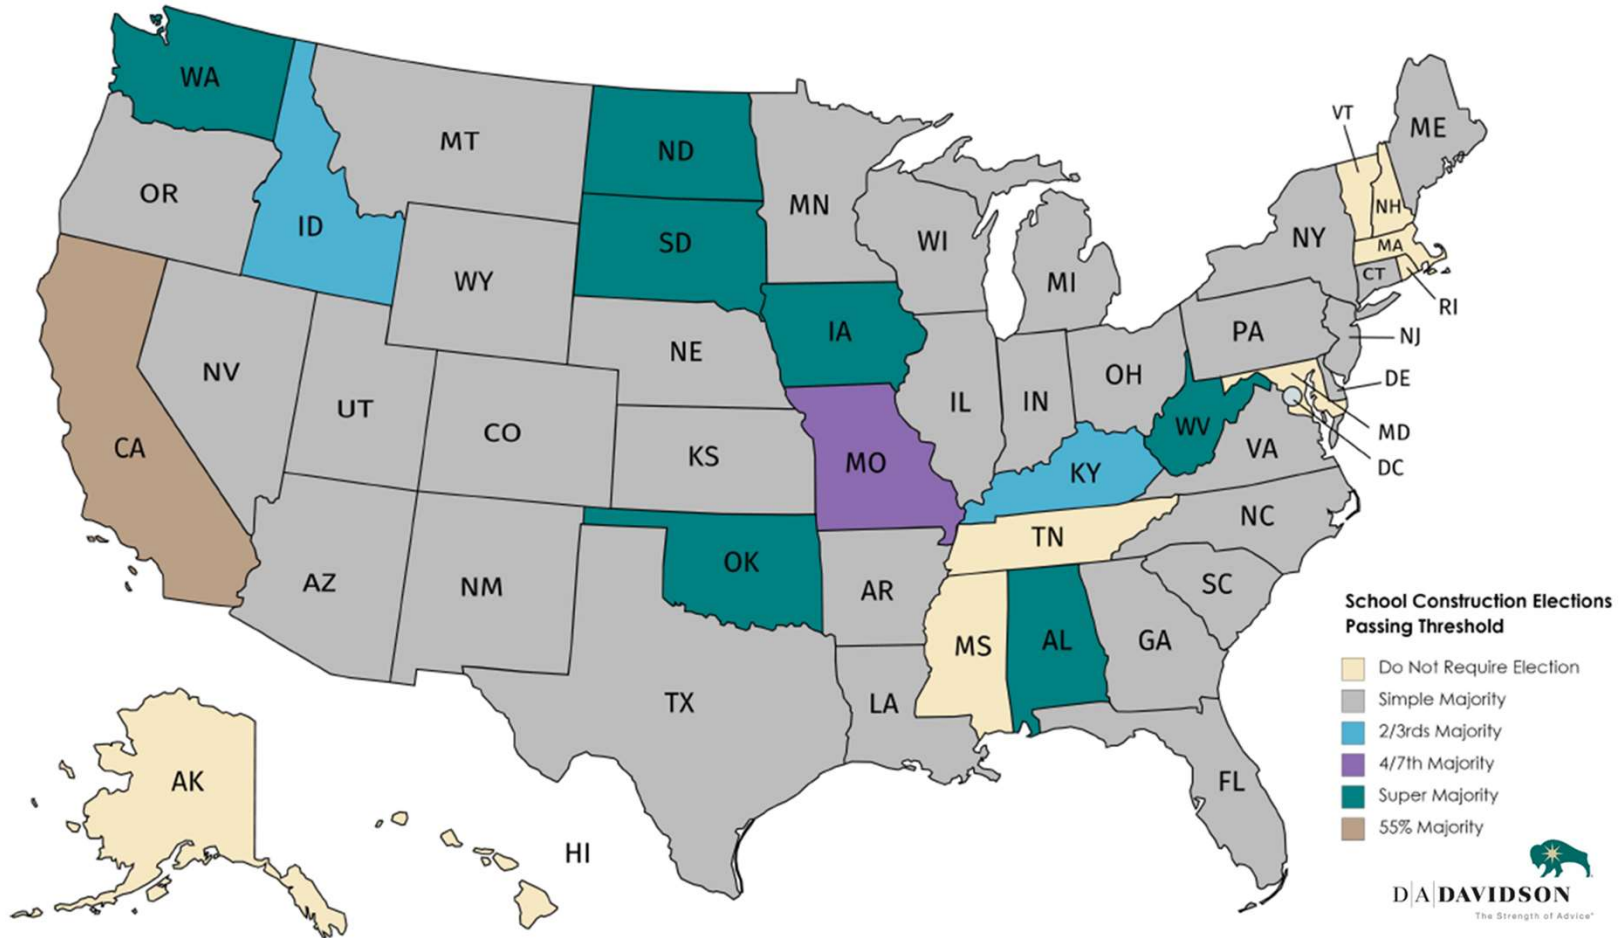 WA
MT
ND
VT
ME
OR
ID
MN
NH
SD
WI
NY
MA
WY
MI
CT
RI
IA
PA
NJ
NE
NV
OH
DE
UT
IL
IN
CO
WV
MD
CA
KS
MO
KY
VA
DC
NC
TN
OK
AZ
NM
AR
SC
MS
AL
GA
TX
LA
AK
FL
HI
School Construction Elections
Passing Threshold
Do Not Require Election
Simple Majority
2/3rds Majority
4/7th Majority
Super Majority
55% Majority
D|A|DAVIDSON
The Strength of Advice®